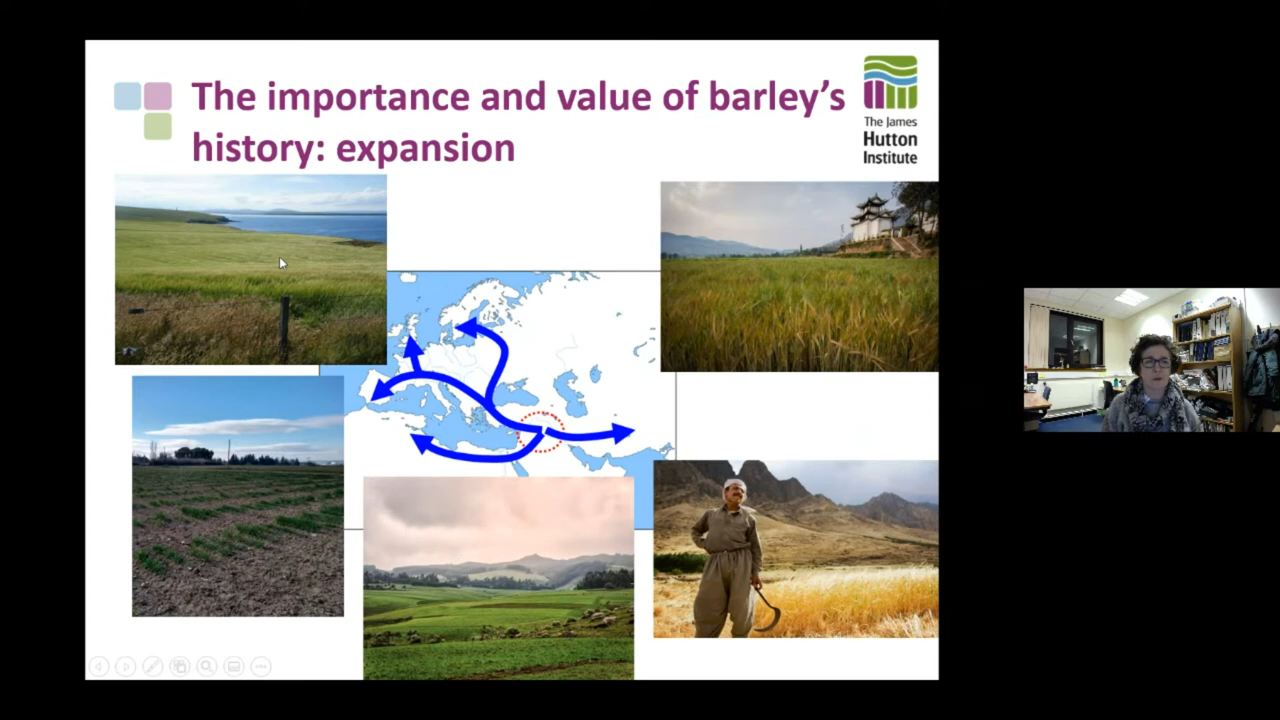 The importance and value of barley's
history: expansion
The James
Hutton
Institute